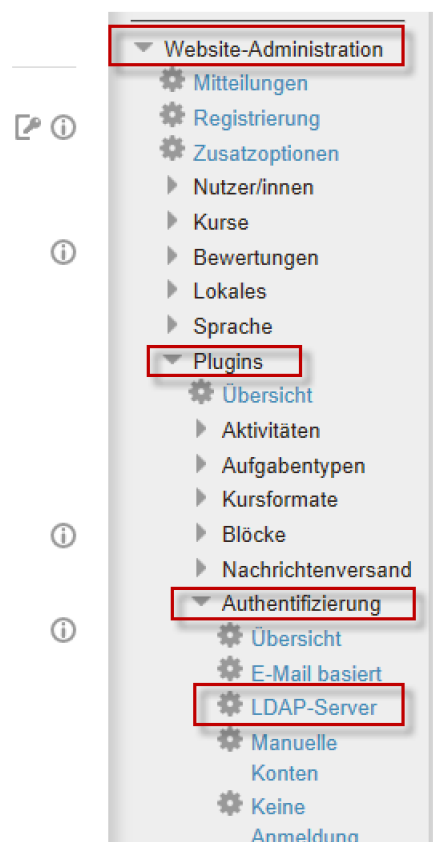 Website-Administration
Mitteilungen
Registrierung
Zusatzoptionen
Nutzer/innen
Kurse
Bewertungen
Lokales
Sprache
Plugins
Übersicht
Aktivitäten
Aufgabentypen
Kursformate
Blöcke
Nachrichtenversand
Authentifizierung
Übersicht
E-Mail basiert
LDAP-Server
Manuelle
Konten
Keine
Anmeldung